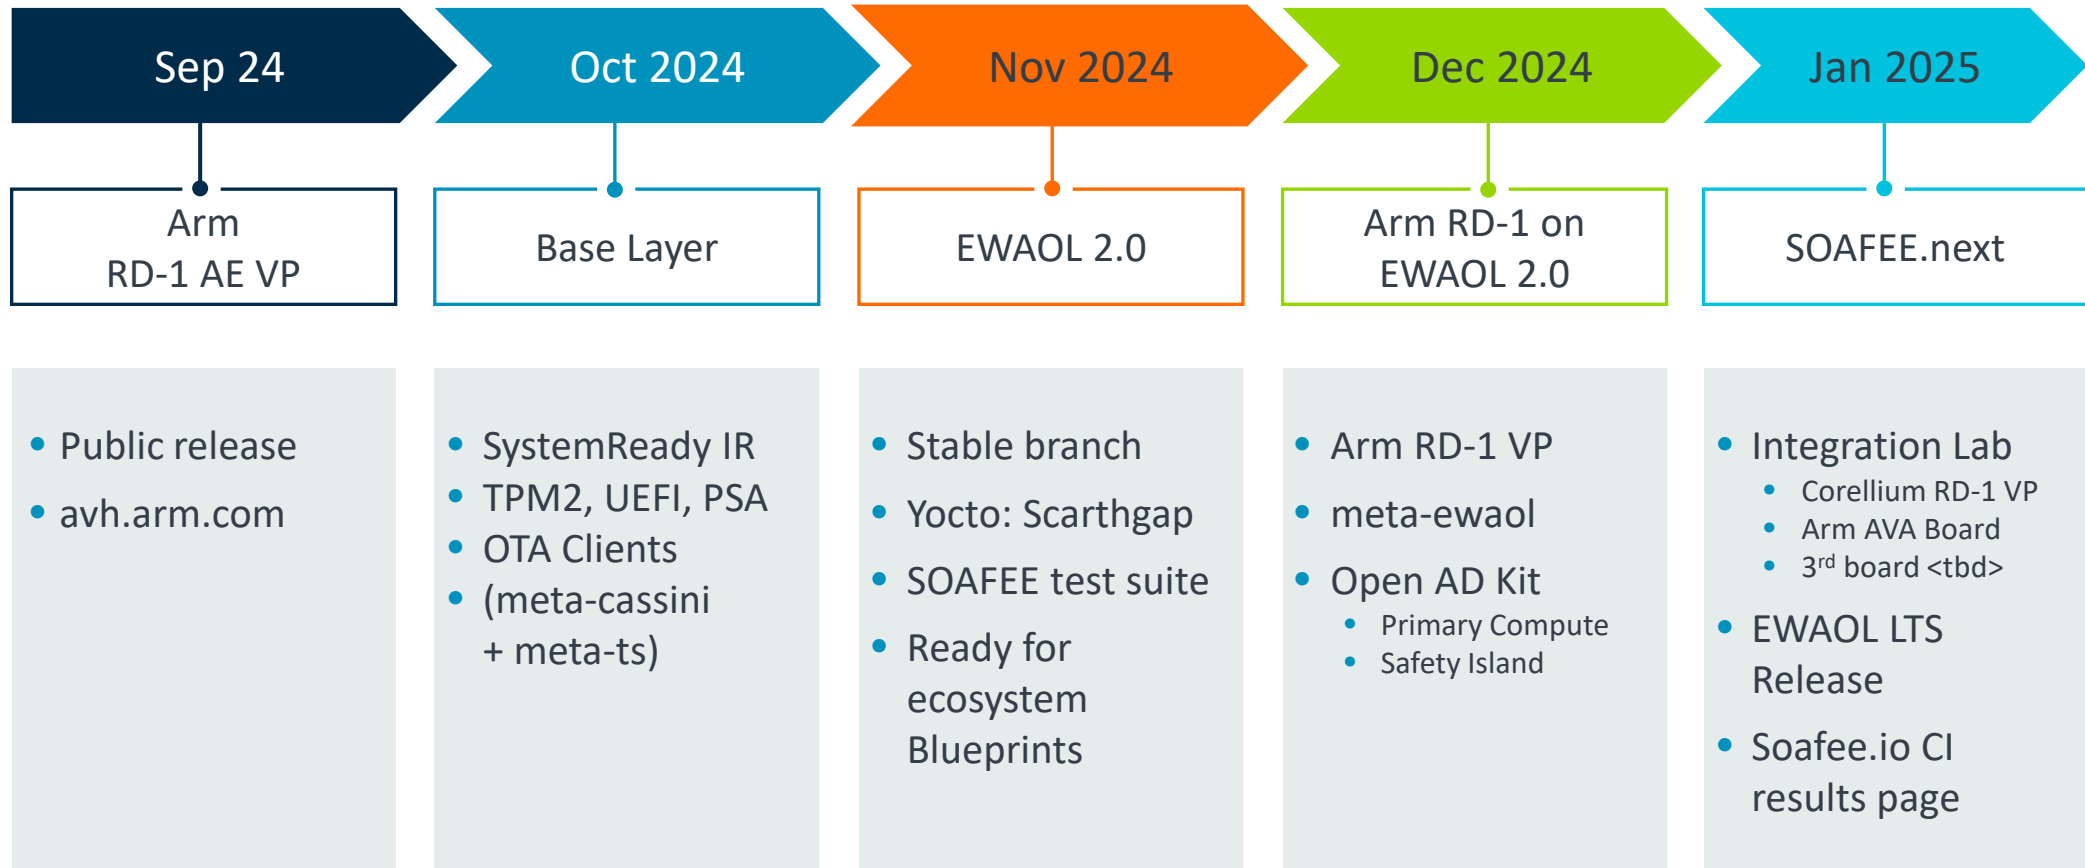 Sep 24
Oct 2024
Nov 2024
Dec 2024
Jan 2025
Arm
RD-1 AE VP
Base Layer
EWAOL 2.0
Arm RD-1 on
EWAOL 2.0
SOAFEE.next
• Public release
• avh.arm.com
• SystemReady IR
• TPM2, UEFI, PSA
• OTA Clients
• (meta-cassini
+ meta-ts)
• Stable branch
• Yocto: Scarthgap
• SOAFEE test suite
• Ready for
ecosystem
Blueprints
• Arm RD-1 VP
• meta-ewaol
• Open AD Kit
• Primary Compute
• Safety Island
• Integration Lab
• Corellium RD-1 VP
• Arm AVA Board
• 3rd board <tbd>
• EWAOL LTS
Release
• Soafee.io CI
results page